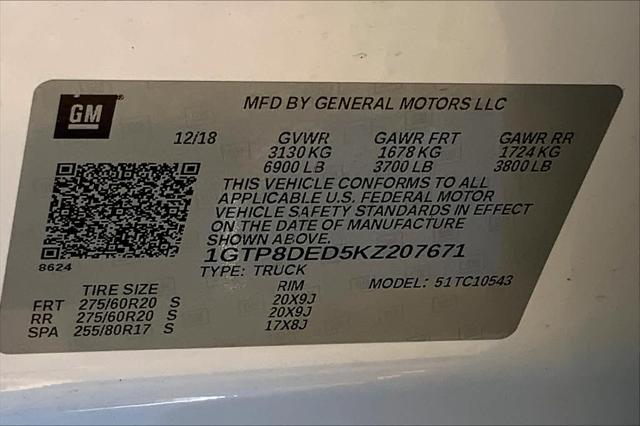 GM
MFD BY GENERAL MOTORS LLC
12/18 GVWR GAWR FRT GAWR RR
3130 KG 1678 KG 1724 KG
6900 LB 3700 LB 3800 LB
THIS VEHICLE CONFORMS TO ALL
APPLICABLE U.S. FEDERAL MOTOR
VEHICLE SAFETY STANDARDS IN EFFECT
ON THE DATE OF MANUFACTURE
SHOWN ABOVE.
8624
1GTP8DED5KZ207671
TYPE: TRUCK MODEL: 51TC10543
TIRE SIZE RIM
FRT 275/60R20 S 20X9J
RR 275/60R20 S 20X9J
SPA 255/80R17 S 17X8J